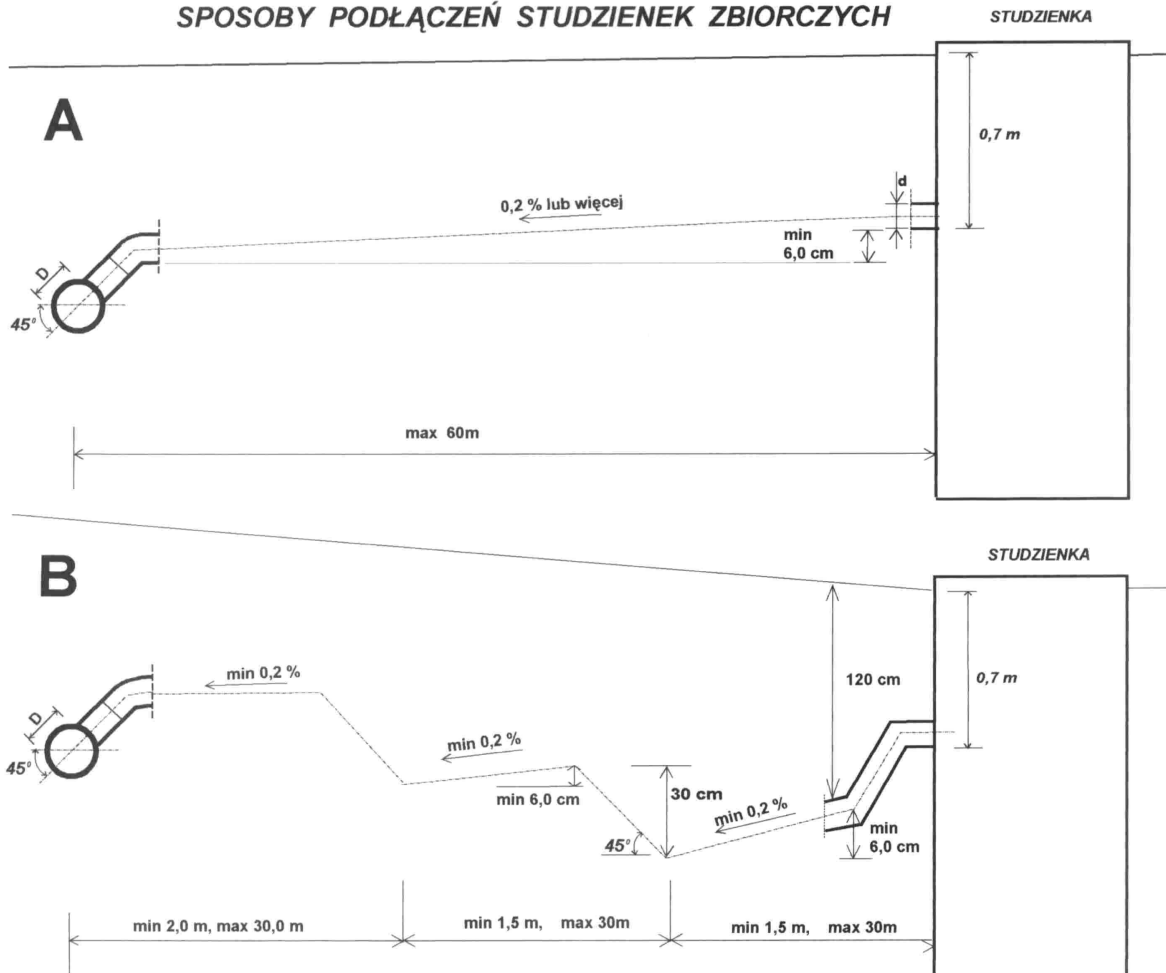 SPOSOBY PODŁĄCZEŃ STUDZIENEK ZBIORCZYCH
STUDZIENKA
A
0,7 m
d
0,2 % lub więcej
min
6,0 cm
D
45°
max 60m
STUDZIENKA
B
min 0,2 %
120 cm
0,7 m
D
45°
min 0,2 %
min 6,0 cm
30 cm
min 0,2 %
min
6,0 cm
45°
min 2,0 m, max 30,0 m
min 1,5 m, max 30m
min 1,5 m, max 30m